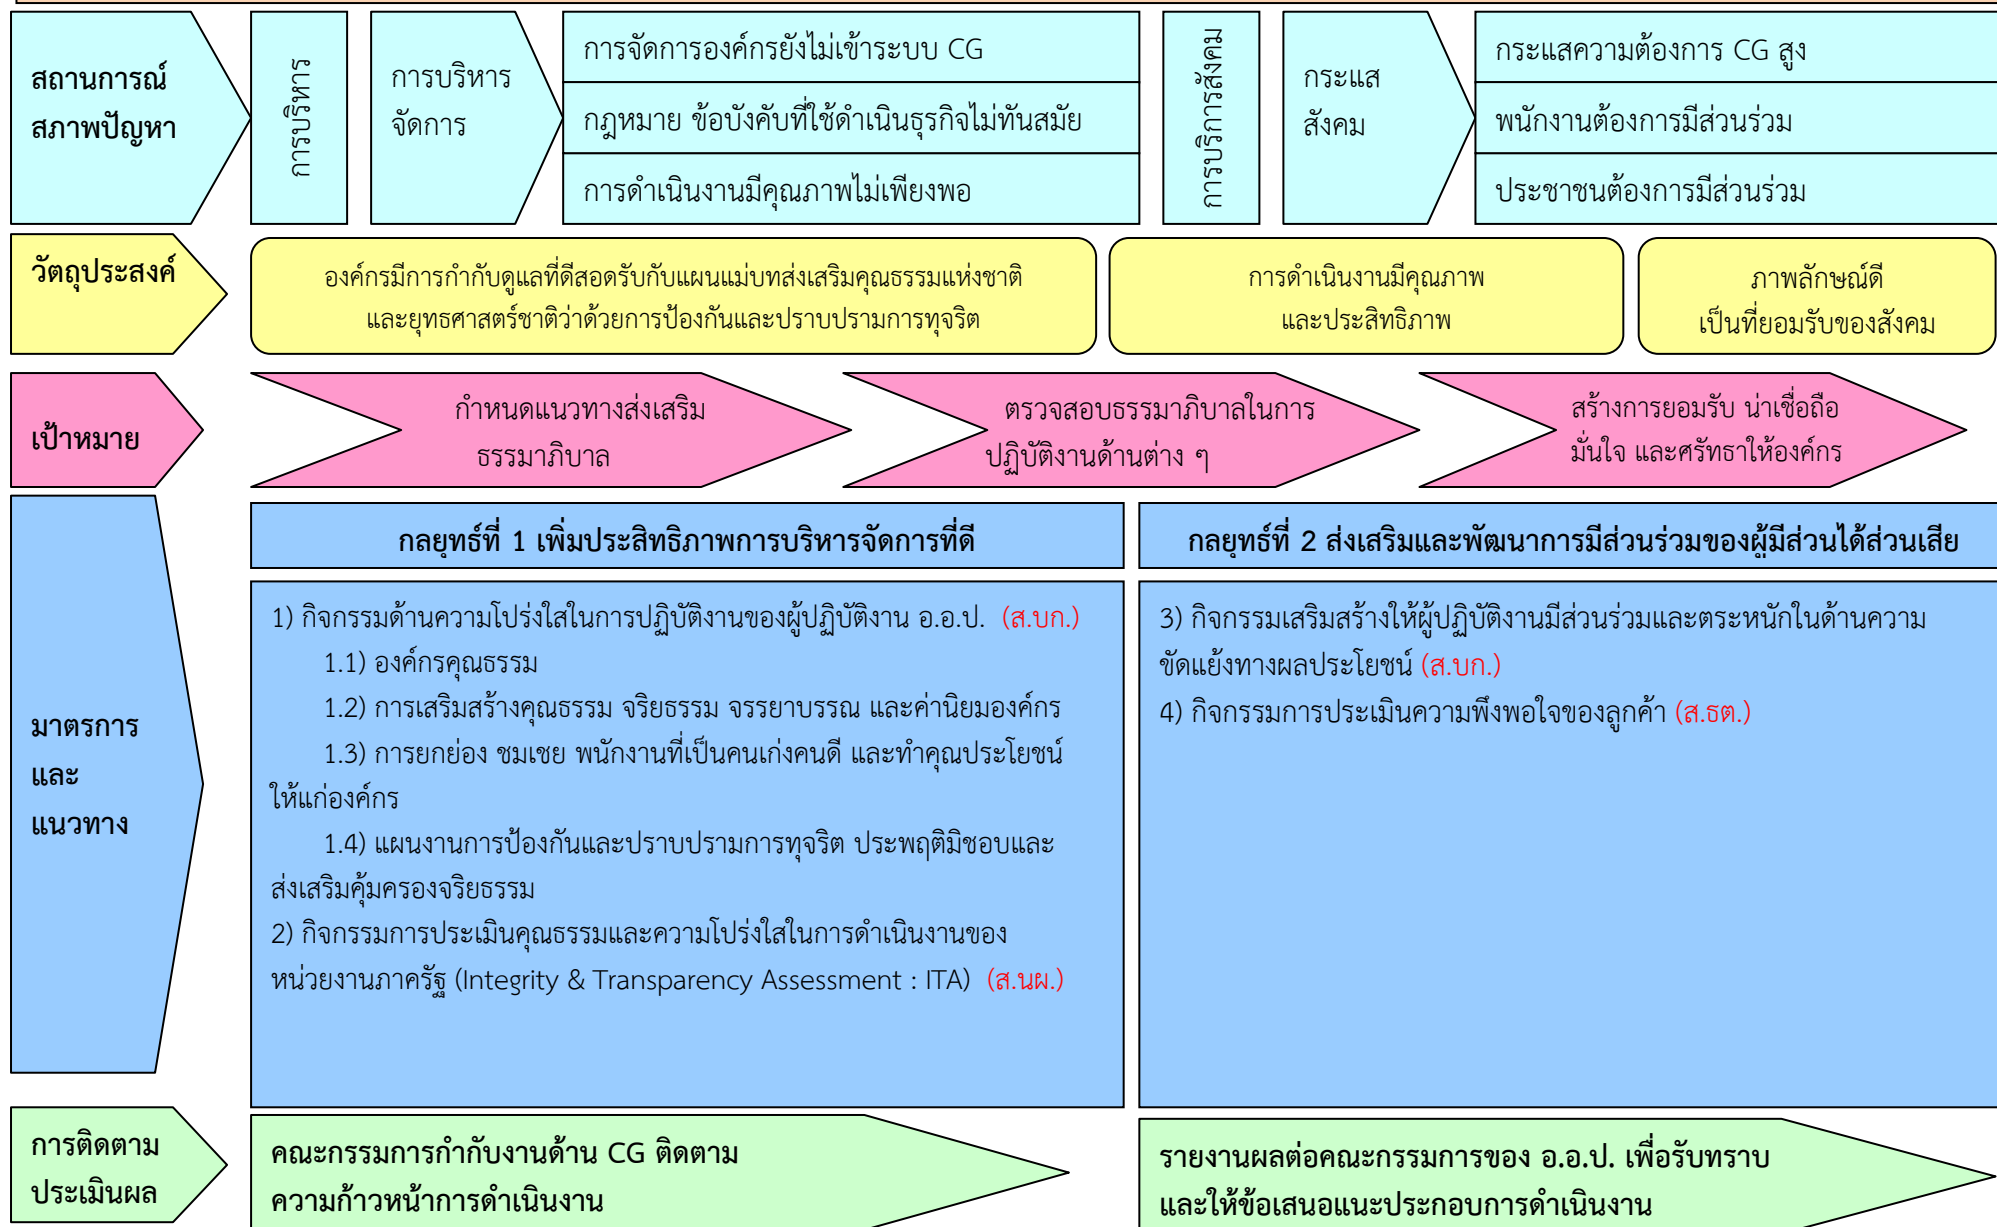 สถานการณ์
สภาพปัญหา
การบริหาร
การบริหาร
จัดการ
การจัดการองค์กรยังไม่เข้าระบบ CG
กฎหมาย ข้อบังคับที่ใช้ดำเนินธุรกิจไม่ทันสมัย
การดำเนินงานมีคุณภาพไม่เพียงพอ
การบริการสังคม
กระแส
สังคม
กระแสความต้องการ CG สูง
พนักงานต้องการมีส่วนร่วม
ประชาชนต้องการมีส่วนร่วม
วัตถุประสงค์
องค์กรมีการกำกับดูแลที่ดีสอดรับกับแผนแม่บทส่งเสริมคุณธรรมแห่งชาติ
และยุทธศาสตร์ชาติว่าด้วยการป้องกันและปราบปรามการทุจริต
การดำเนินงานมีคุณภาพ
และประสิทธิภาพ
ภาพลักษณ์ดี
เป็นที่ยอมรับของสังคม
เป้าหมาย
กำหนดแนวทางส่งเสริม
ธรรมาภิบาล
ตรวจสอบธรรมาภิบาลในการ
ปฏิบัติงานด้านต่าง ๆ
สร้างการยอมรับ น่าเชื่อถือ
มั่นใจ และศรัทธาให้องค์กร
มาตรการ
และ
แนวทาง
กลยุทธ์ที่ 1 เพิ่มประสิทธิภาพการบริหารจัดการที่ดี
1) กิจกรรมด้านความโปร่งใสในการปฏิบัติงานของผู้ปฏิบัติงาน อ.อ.ป. (ส.บก.)
1.1) องค์กรคุณธรรม
1.2) การเสริมสร้างคุณธรรม จริยธรรม จรรยาบรรณ และค่านิยมองค์กร
1.3) การยกย่อง ชมเชย พนักงานที่เป็นคนเก่งคนดี และทำคุณประโยชน์
ให้แก่องค์กร
1.4) แผนงานการป้องกันและปราบปรามการทุจริต ประพฤติมิชอบและ
ส่งเสริมคุ้มครองจริยธรรม
2) กิจกรรมการประเมินคุณธรรมและความโปร่งใสในการดำเนินงานของ
หน่วยงานภาครัฐ (Integrity & Transparency Assessment : ITA) (ส.นผ.)
กลยุทธ์ที่ 2 ส่งเสริมและพัฒนาการมีส่วนร่วมของผู้มีส่วนได้ส่วนเสีย
3) กิจกรรมเสริมสร้างให้ผู้ปฏิบัติงานมีส่วนร่วมและตระหนักในด้านความ
ขัดแย้งทางผลประโยชน์ (ส.บก.)
4) กิจกรรมการประเมินความพึงพอใจของลูกค้า (ส.ธต.)
การติดตาม
ประเมินผล
คณะกรรมการกำกับงานด้าน CG ติดตาม
ความก้าวหน้าการดำเนินงาน
รายงานผลต่อคณะกรรมการของ อ.อ.ป. เพื่อรับทราบ
และให้ข้อเสนอแนะประกอบการดำเนินงาน